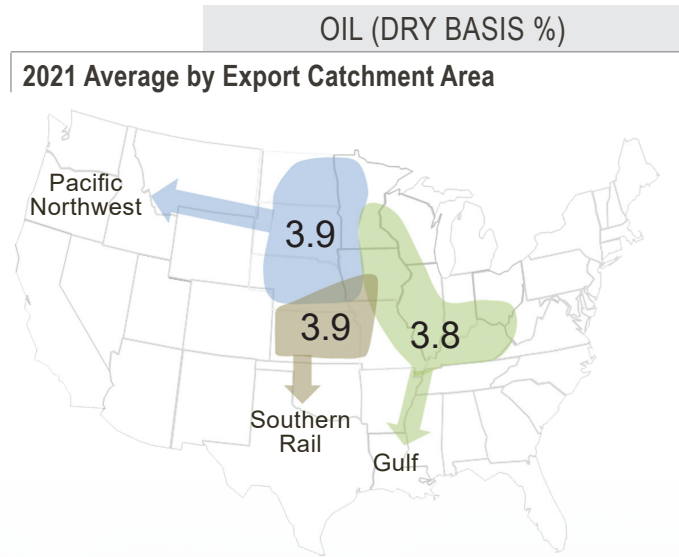 OIL (DRY BASIS %)
2021 Average by Export Catchment Area
Pacific
Northwest
3.9
3.9
3.8
Southern
Rail
Gulf